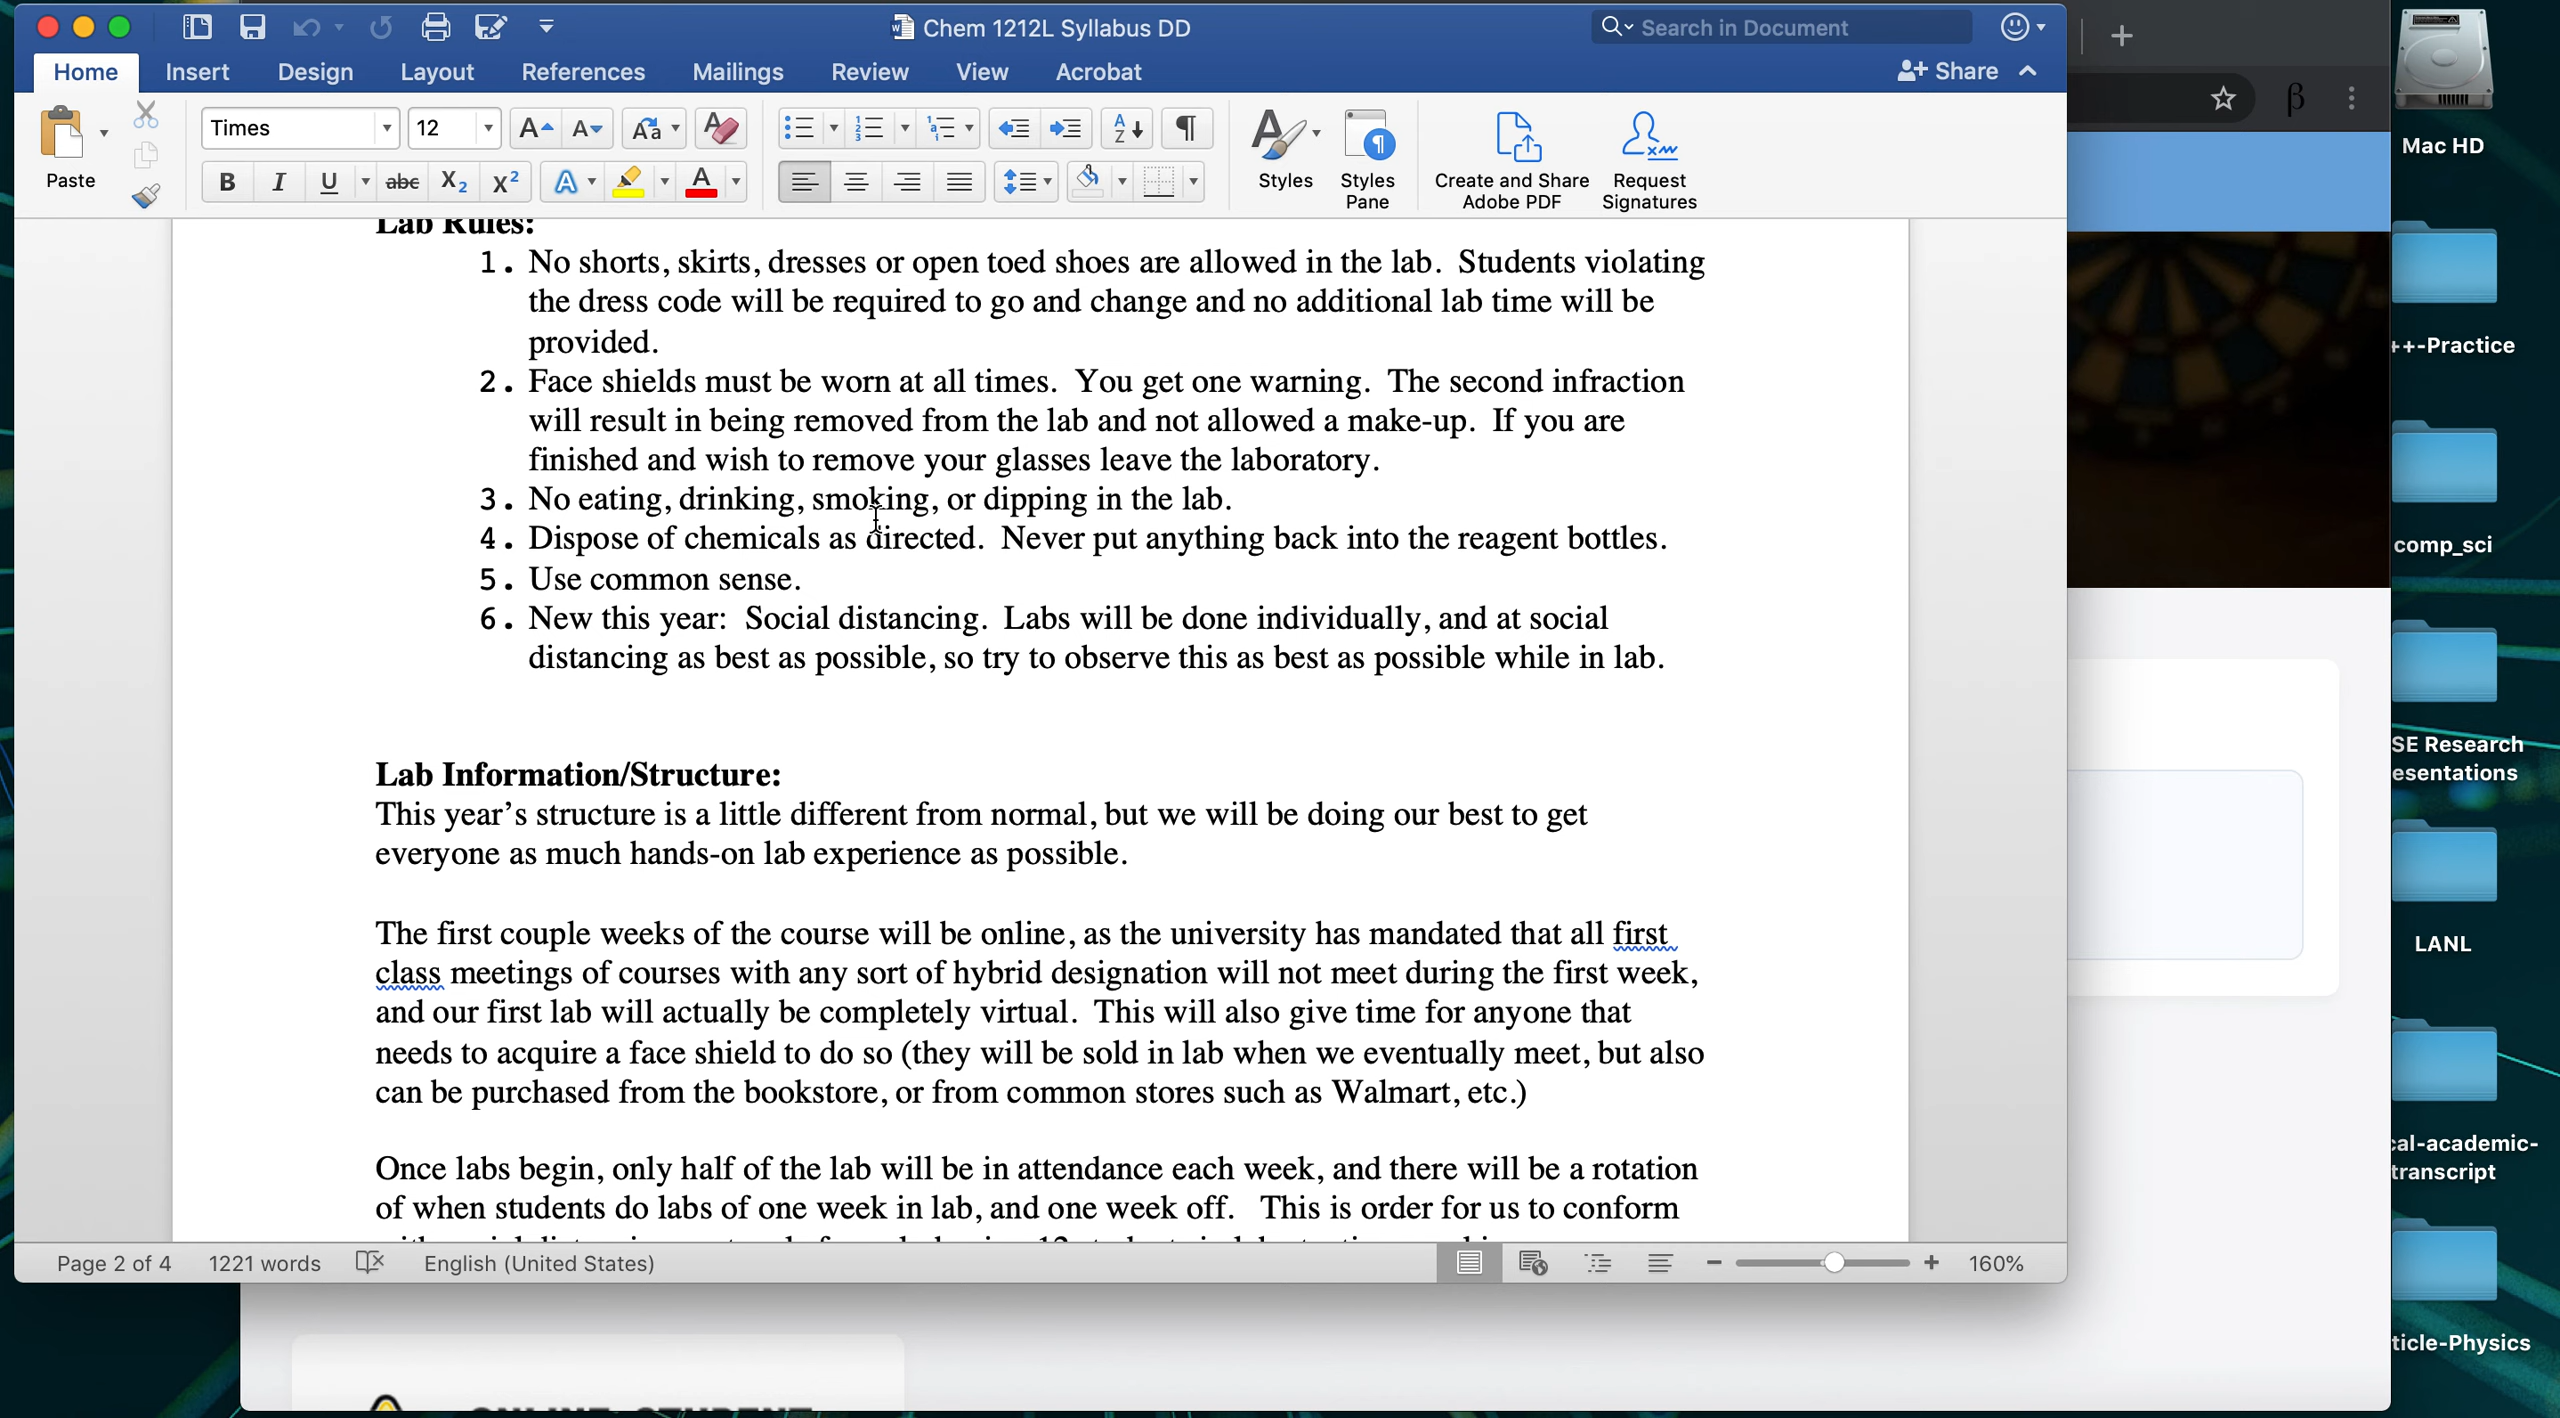 Chem 1212L Syllabus DD
Search in Document
Home Insert Design Layout References Mailings Review View Acrobat
Share
Paste
Times
12
Styles
Styles
Pane
Create and Share
Adobe PDF
Request
Signatures
Lab Rules:
1. No shorts, skirts, dresses or open toed shoes are allowed in the lab. Students violating
the dress code will be required to go and change and no additional lab time will be
provided.
2. Face shields must be worn at all times. You get one warning. The second infraction
will result in being removed from the lab and not allowed a make-up. If you are
finished and wish to remove your glasses leave the laboratory.
3. No eating, drinking, smoking, or dipping in the lab.
4. Dispose of chemicals as directed. Never put anything back into the reagent bottles.
5. Use common sense.
6. New this year: Social distancing. Labs will be done individually, and at social
distancing as best as possible, so try to observe this as best as possible while in lab.
Lab Information/Structure:
This year’s structure is a little different from normal, but we will be doing our best to get
everyone as much hands-on lab experience as possible.
The first couple weeks of the course will be online, as the university has mandated that all first
class meetings of courses with any sort of hybrid designation will not meet during the first week,
and our first lab will actually be completely virtual. This will also give time for anyone that
needs to acquire a face shield to do so (they will be sold in lab when we eventually meet, but also
can be purchased from the bookstore, or from common stores such as Walmart, etc.)
Once labs begin, only half of the lab will be in attendance each week, and there will be a rotation
of when students do labs of one week in lab, and one week off. This is order for us to conform
Page 2 of 4 1221 words English (United States) 160%
Mac HD
++-Practice
comp_sci
SE Research
esentations
LANL
cal-academic-
transcript
ticle-Physics